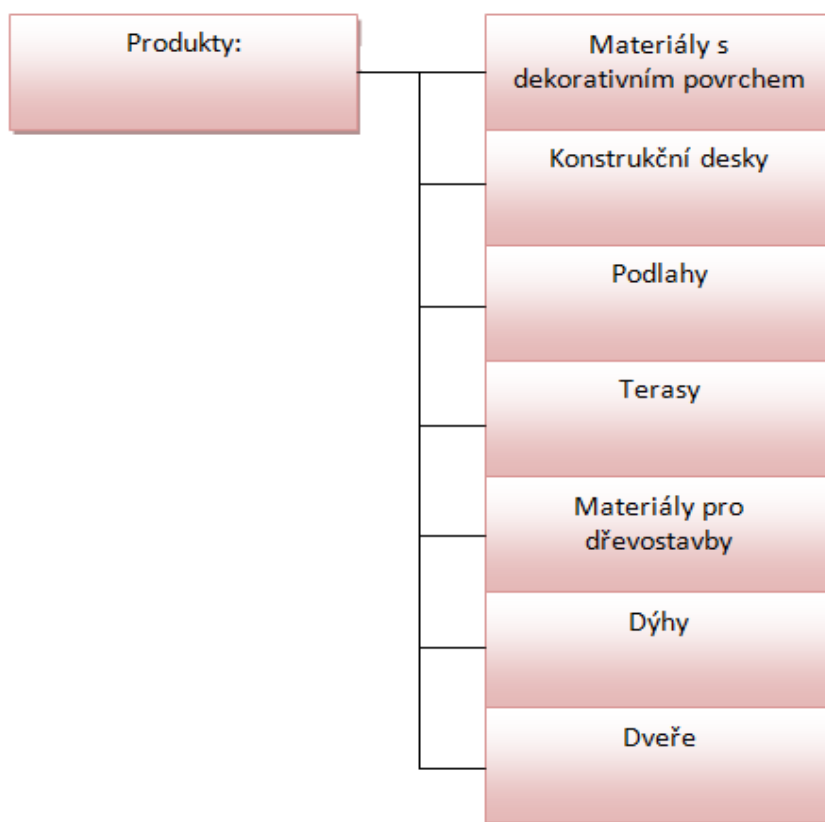 Produkty:
Materiály s
dekorativním povrchem
Konstrukční desky
Podlahy
Terasy
Materiály pro
dřevostavby
Dýhy
Dveře